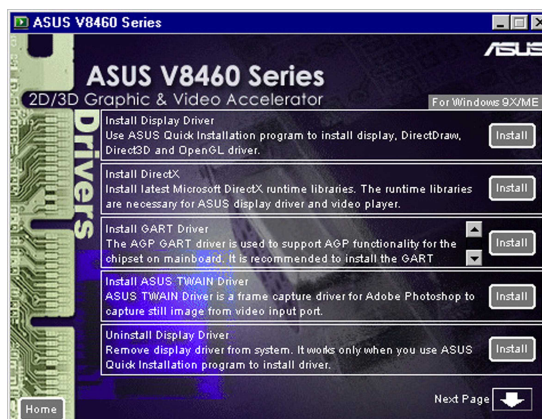 ASUS V8460 Series
ASUS
ASUS V8460 Series
2D/3D Graphic & Video Accelerator
For Windows 9X/ME
Drivers
Install Display Driver
Use ASUS Quick Installation program to install display, DirectDraw,
Direct3D and OpenGL driver.
Install
Install DirectX
Install latest Microsoft DirectX runtime libraries. The runtime libraries
are necessary for ASUS display driver and video player.
Install
Install GART Driver
The AGP GART driver is used to support AGP functionality for the
chipset on mainboard. It is recommended to install the GART
Install
Install ASUS TWAIN Driver
ASUS TWAIN Driver is a frame capture driver for Adobe Photoshop to
capture still image from video input port.
Install
Uninstall Display Driver
Remove display driver from system. It works only when you use ASUS
Quick Installation program to install driver.
Install
Next Page
Home